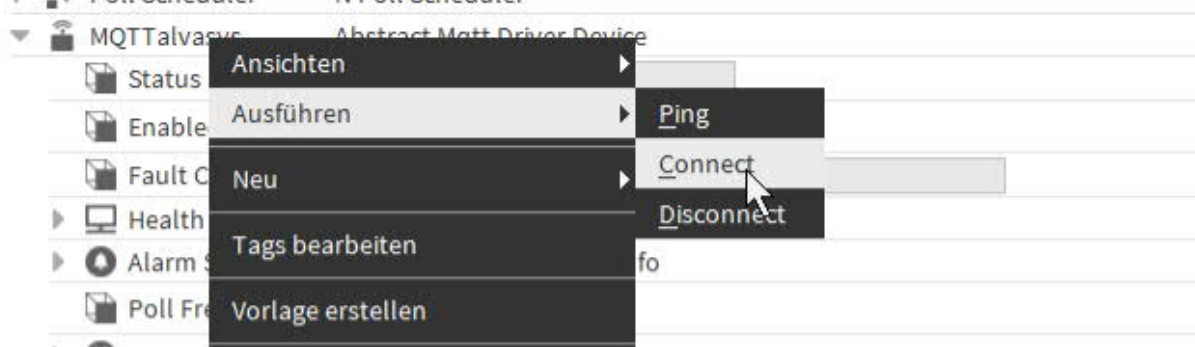 MQTTalvasys Abstract Mqtt Driver Device
Status
Ansichten
Enable
Ausführen
Ping
Fault C
Neu
Connect
Health
Disconnect
Alarm S
Tags bearbeiten
fo
Poll Fre
Vorlage erstellen